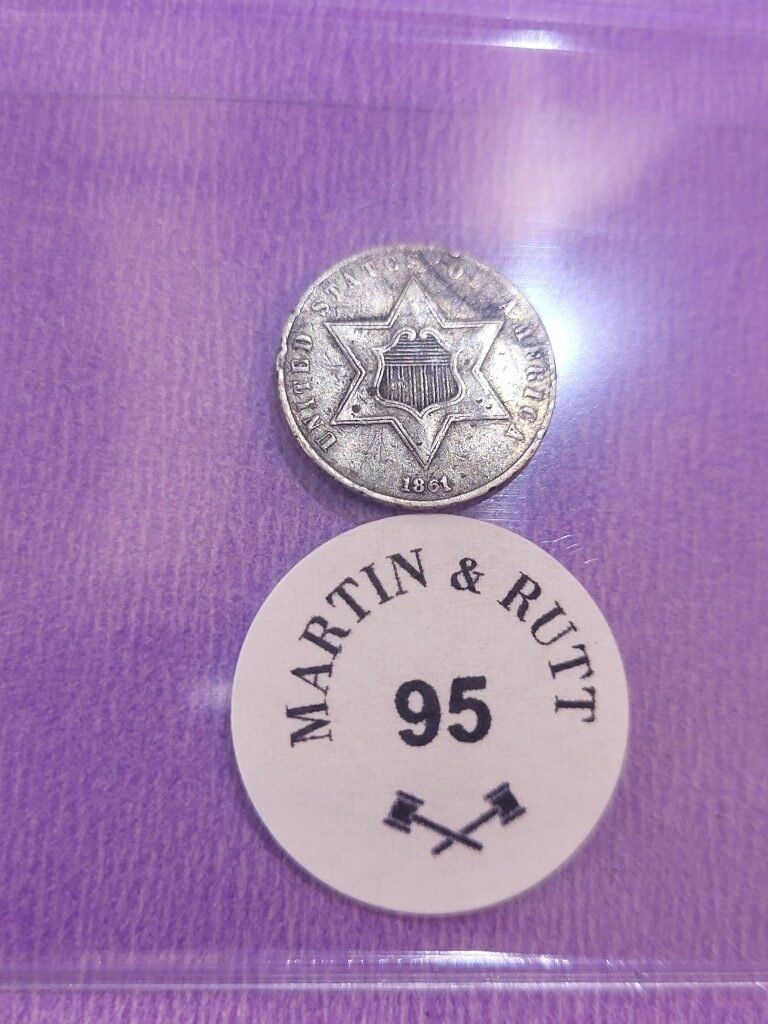 UNITED STATES OF AMERICA
1861
MARTIN & RUTT
95